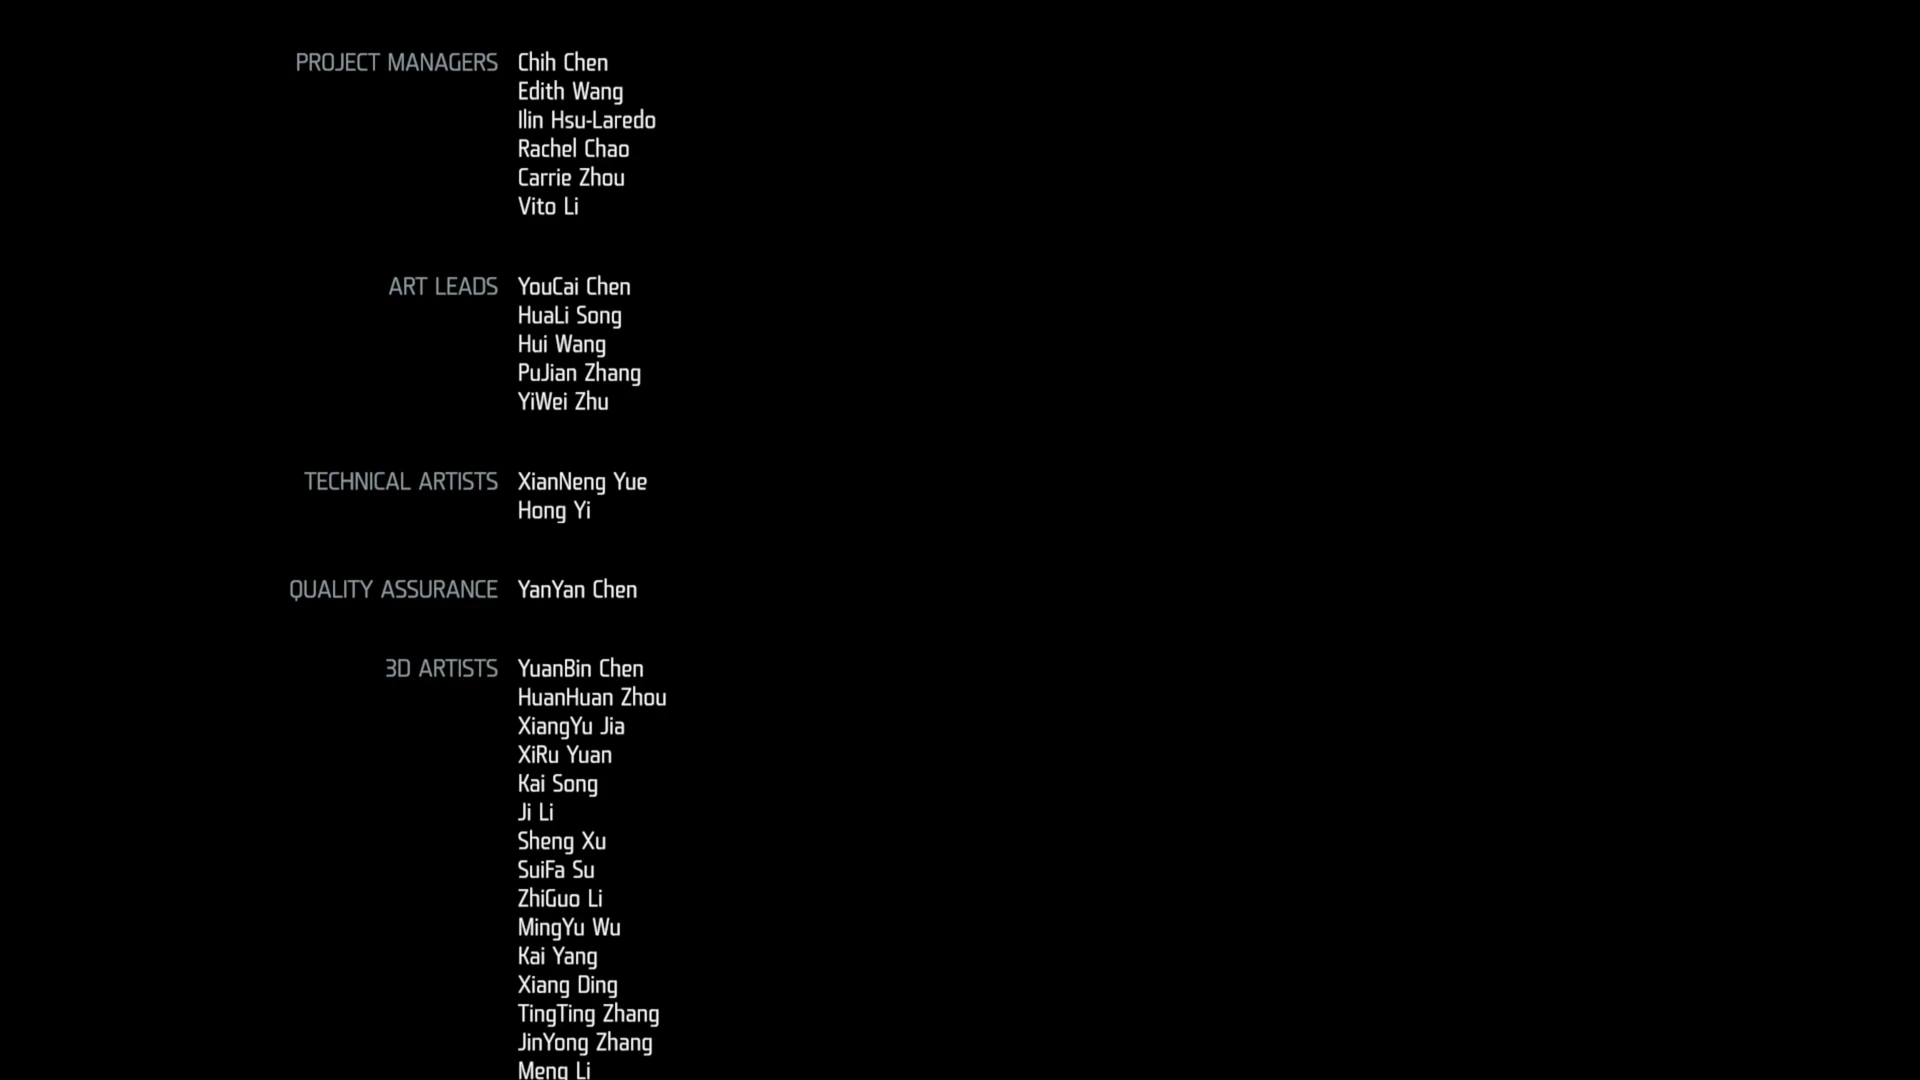 PROJECT MANAGERS Chih Chen
Edith Wang
Ilin Hsu-Laredo
Rachel Chao
Carrie Zhou
Vito Li
ART LEADS YouCai Chen
HuaLi Song
Hui Wang
PuJian Zhang
YiWei Zhu
TECHNICAL ARTISTS XianNeng Yue
Hong Yi
QUALITY ASSURANCE YanYan Chen
3D ARTISTS YuanBin Chen
HuanHuan Zhou
XiangYu Jia
XiRu Yuan
Kai Song
Ji Li
Sheng Xu
SuiFa Su
ZhiGuo Li
MingYu Wu
Kai Yang
Xiang Ding
TingTing Zhang
JinYong Zhang
Meng Li